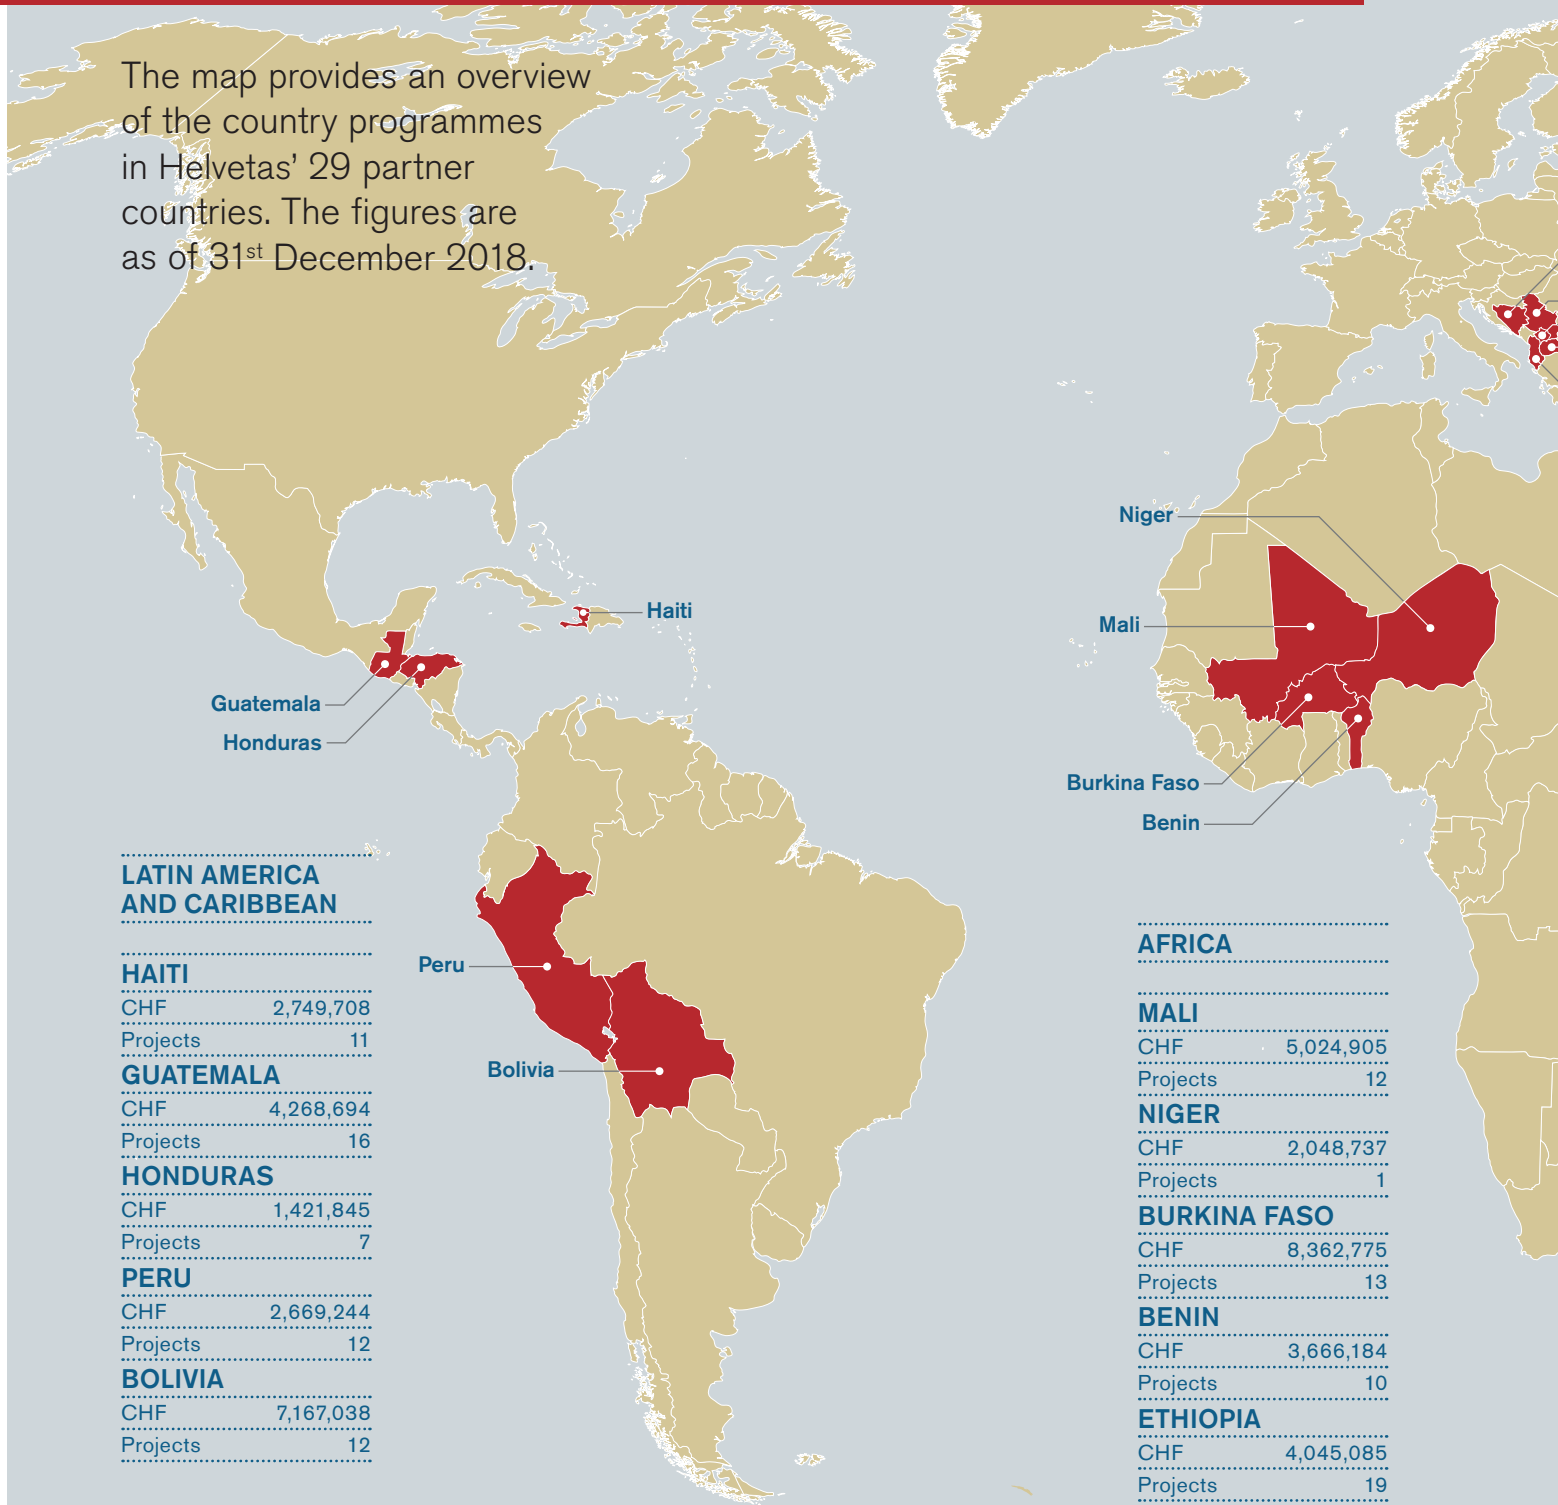 The map provides an overview
of the country programmes
in Helvetas’ 29 partner
countries. The figures are
as of 31st December 2018.
Niger
Haiti
Mali
Guatemala
Honduras
Burkina Faso
Benin
Peru
Bolivia
LATIN AMERICA
AND CARIBBEAN
HAITI
CHF 2,749,708
Projects 11
GUATEMALA
CHF 4,268,694
Projects 16
HONDURAS
CHF 1,421,845
Projects 7
PERU
CHF 2,669,244
Projects 12
BOLIVIA
CHF 7,167,038
Projects 12
AFRICA
MALI
CHF 5,024,905
Projects 12
NIGER
CHF 2,048,737
Projects 1
BURKINA FASO
CHF 8,362,775
Projects 13
BENIN
CHF 3,666,184
Projects 10
ETHIOPIA
CHF 4,045,085
Projects 19